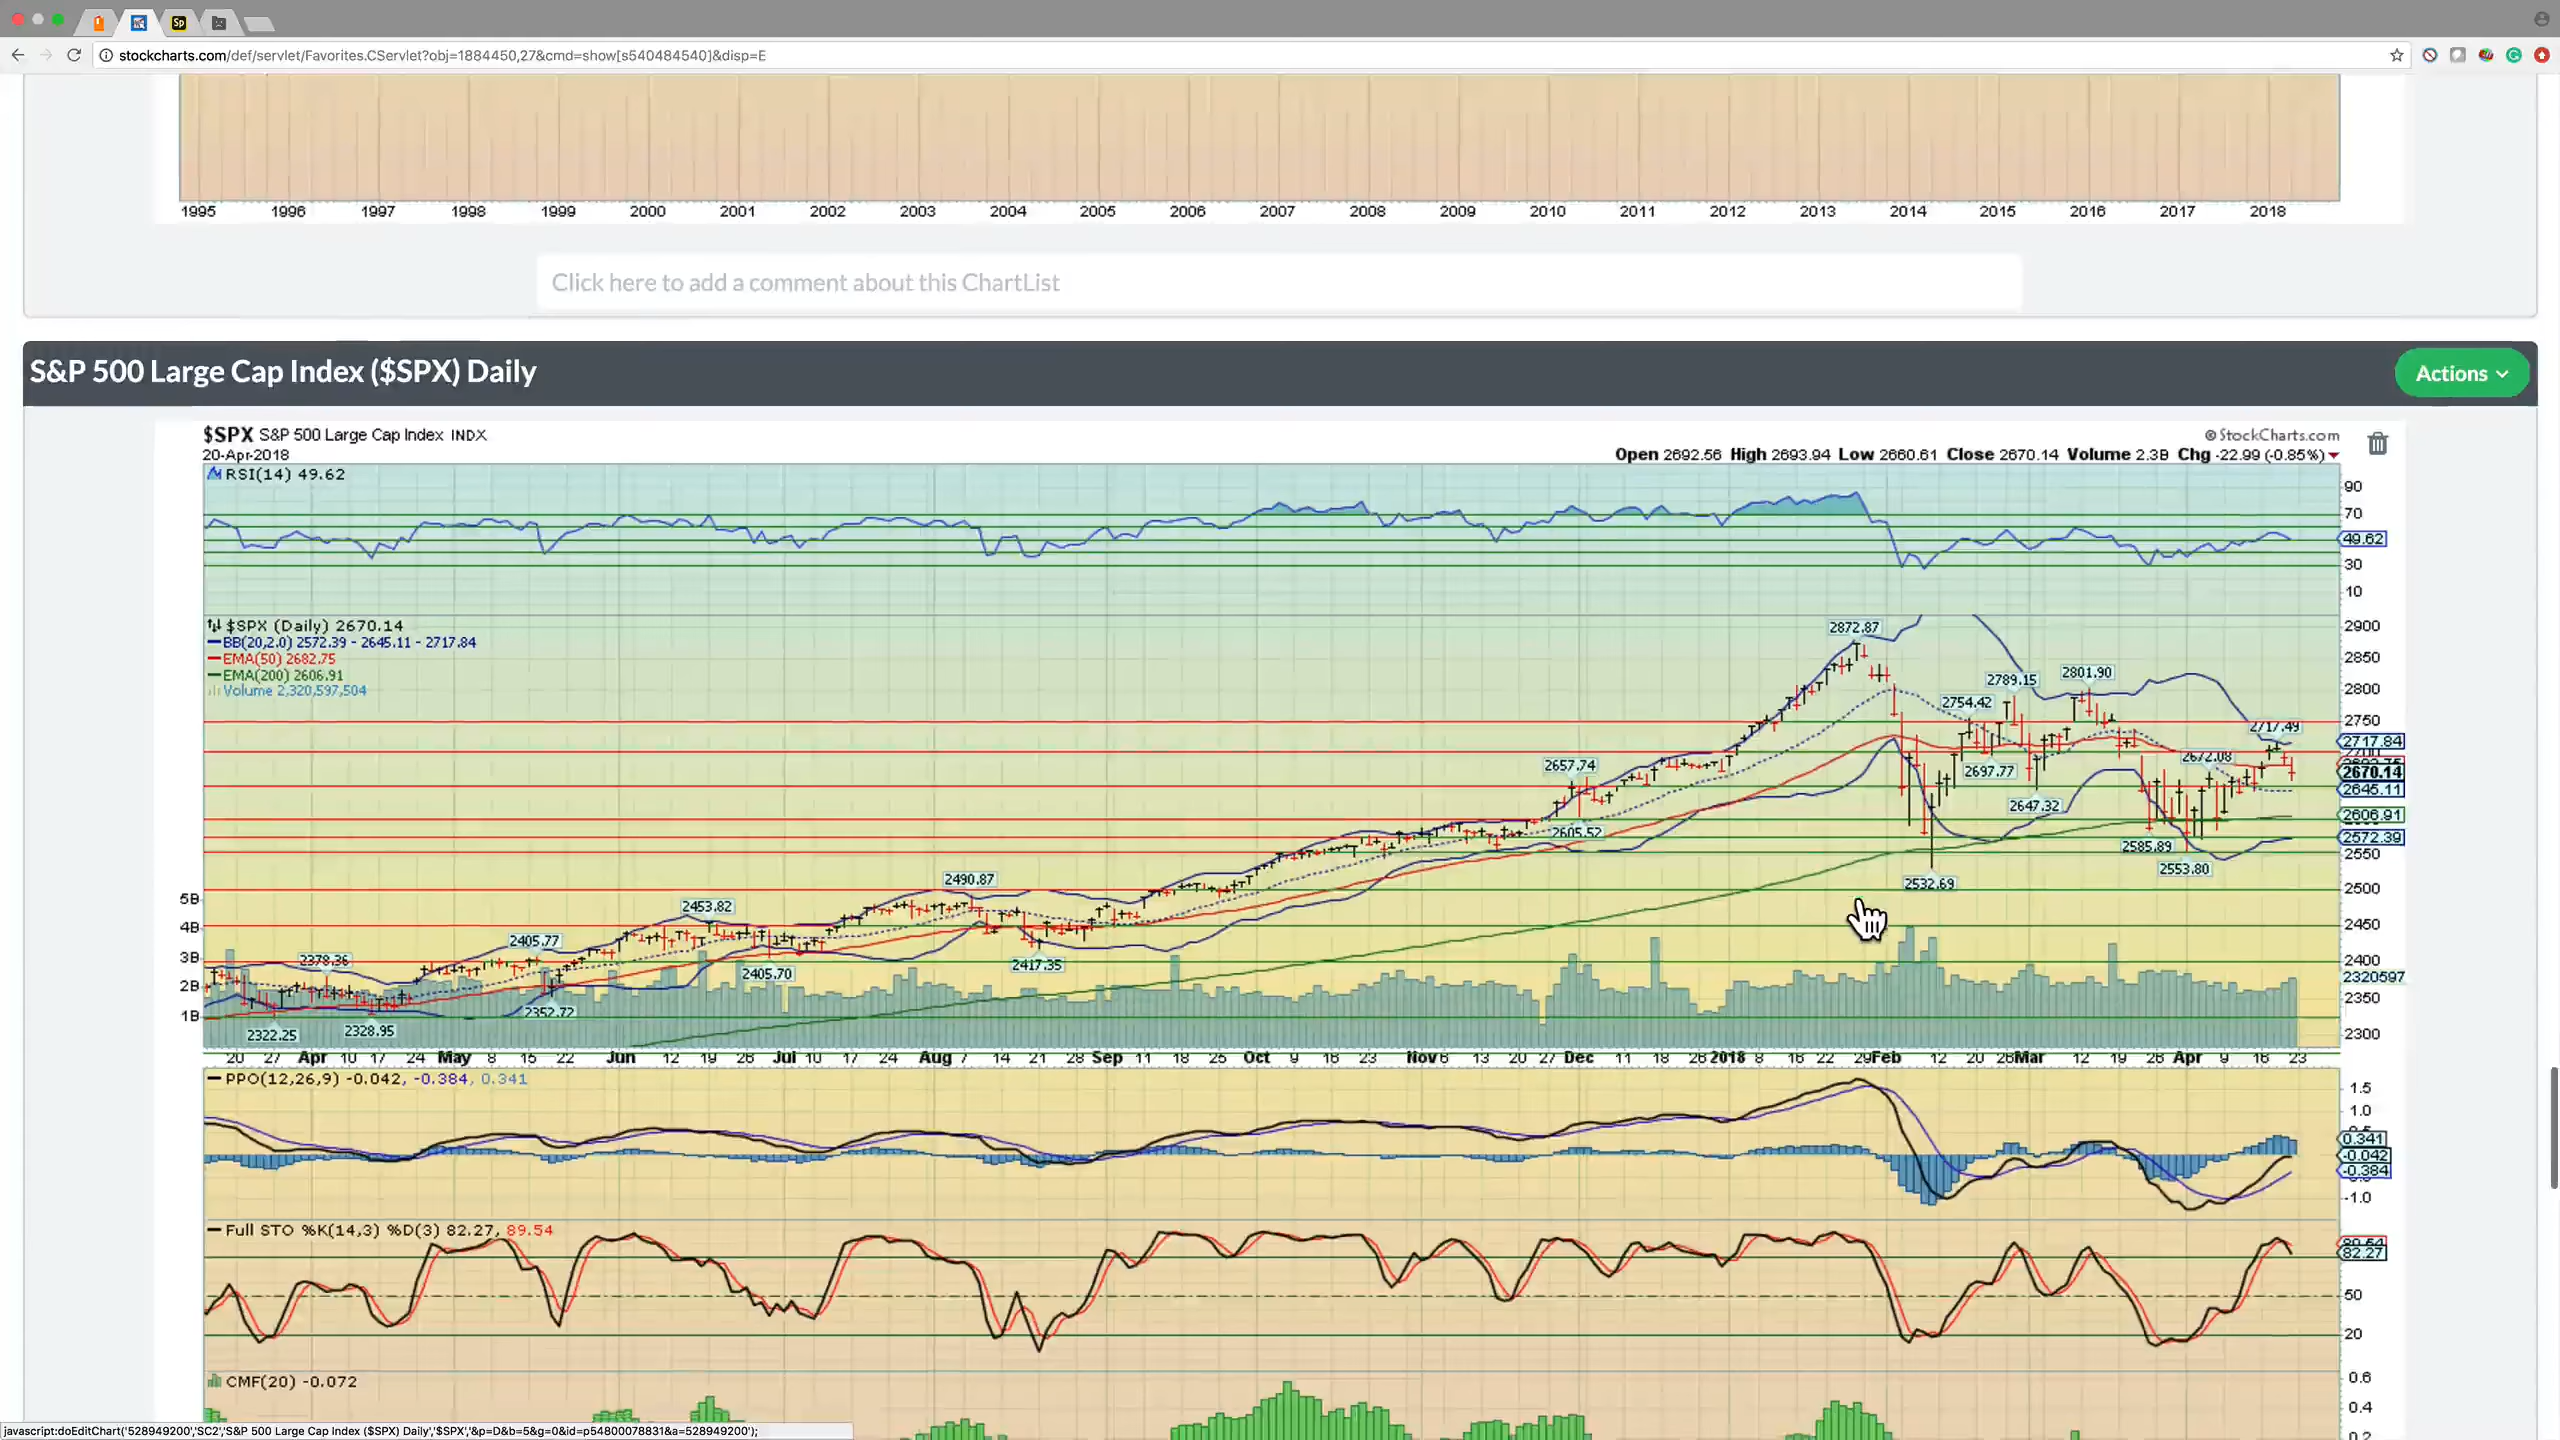 Sp
stockcharts.com/def/servlet/Favorites.CServlet?obj=1884450,27&cmd=show[s540484540]&disp=E
1995 1996 1997 1998 1999 2000 2001 2002 2003 2004 2005 2006 2007 2008 2009 2010 2011 2012 2013 2014 2015 2016 2017 2018
Click here to add a comment about this ChartList
S&P 500 Large Cap Index ($SPX) Daily
Actions
$SPX S&P 500 Large Cap Index INDX
© StockCharts.com
20-Apr-2018
Open 2692.56 High 2693.94 Low 2660.61 Close 2670.14 Volume 2.3B Chg -22.99 (-0.85%)
RSI(14) 49.62
90
70
49.62
30
10
$SPX (Daily) 2670.14
BB(20,2.0) 2572.39 - 2645.11 - 2717.84
EMA(50) 2682.75
EMA(200) 2606.91
Volume 2,320,597,504
2872.87
2900
2850
2789.15
2801.90
2800
2754.42
2717.49
2750
2717.84
2657.74
2697.77
2672.08
2670.14
2645.11
2647.32
2606.91
2605.52
2572.39
2585.89
2550
2553.80
2490.87
2532.69
2500
5B
2453.82
4B
2450
2405.77
3B
2378.36
2417.35
2400
2405.70
2320597
2B
2352.72
2350
1B
2322.25
2328.95
2300
20 27 Apr 10 17 24 May 8 15 22 Jun 12 19 26 Jul 10 17 24 Aug 7 14 21 28 Sep 11 18 25 Oct 9 16 23 Nov 6 13 20 27 Dec 11 18 26 2018 8 16 22 29 Feb 12 20 26 Mar 12 19 26 Apr 9 16 23
PPO(12,26,9) -0.042, -0.384, 0.341
1.5
1.0
0.341
-0.042
-0.384
-1.0
Full STO %K(14,3) %D(3) 82.27, 89.54
89.54
82.27
50
20
CMF(20) -0.072
0.6
0.4
0.2
javascript:doEditChart('528949200','SC2','S&P 500 Large Cap Index ($SPX) Daily','$SPX','&p=D&b=5&g=0&id=p54800078831&a=528949200');